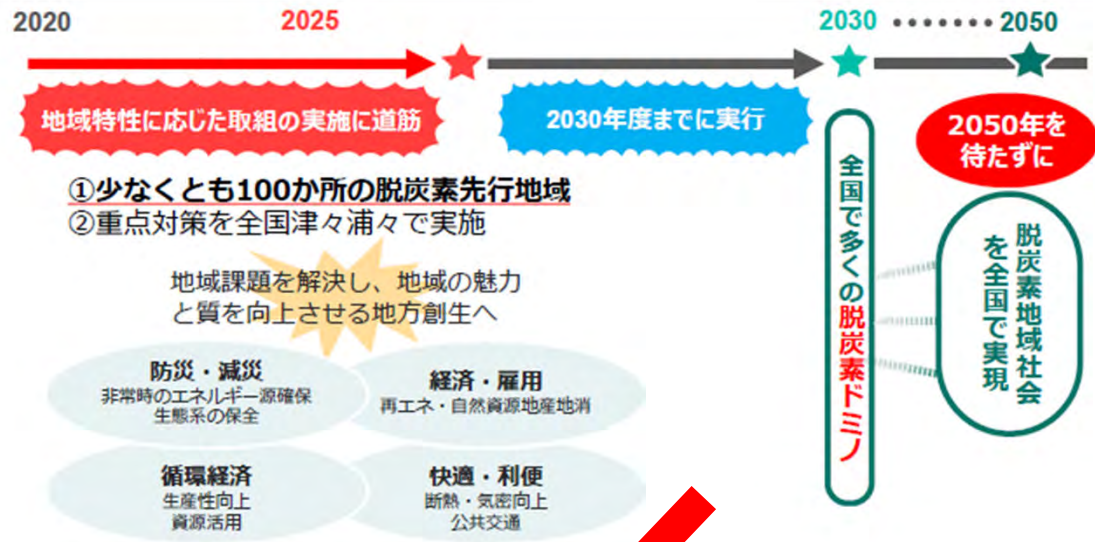 2020
2025
2030
2050
地域特性に応じた取組の実施に道筋
2030年度までに実行
①少なくとも100か所の脱炭素先行地域
②重点対策を全国津々浦々で実施
地域課題を解決し、地域の魅力
と質を向上させる地方創生へ
防災・減災
非常時のエネルギー源確保
生態系の保全
経済・雇用
再エネ・自然資源地産地消
循環経済
生産性向上
資源活用
快適・利便
断熱・気密向上
公共交通
全国で多くの脱炭素ドミノ
2050年を
待たずに
脱炭素地域社会
を全国で実現